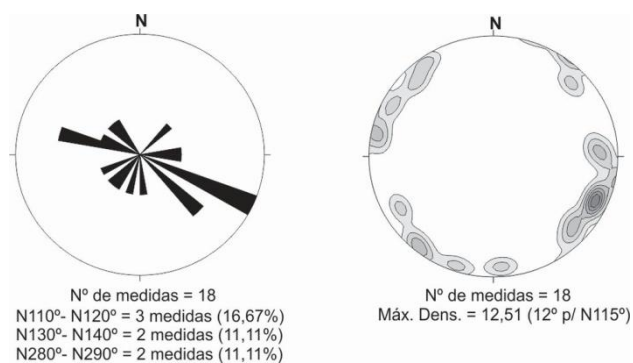 N
N
Nº de medidas = 18
N110º- N120º = 3 medidas (16,67%)
N130º- N140º = 2 medidas (11,11%)
N280º- N290º = 2 medidas (11,11%)
Nº de medidas = 18
Máx. Dens. = 12,51 (12º p/ N115º)